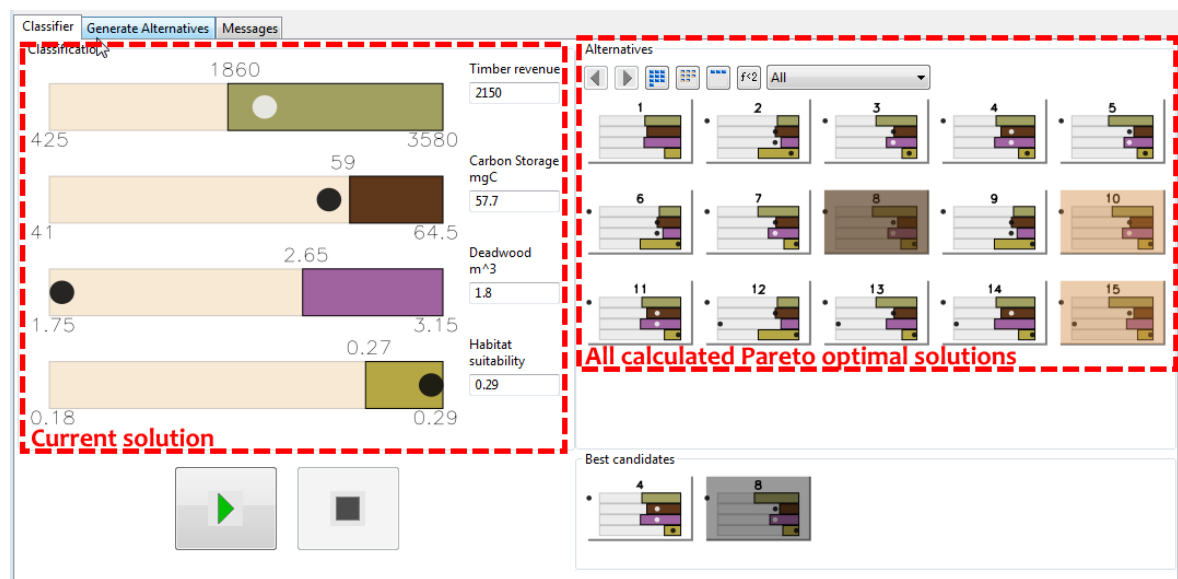 Classifier Generate Alternatives Messages
Classification
1860
Timber revenue
2150
425 3580
59
Carbon Storage
mgC
57.7
41 64.5
2.65
Deadwood
m^3
1.8
1.75 3.15
0.27
Habitat
suitability
0.29
0.18 0.29
Current solution
Alternatives
f<2 All
1 2 3 4 5
6 7 8 9 10
11 12 13 14 15
All calculated Pareto optimal solutions
Best candidates
4 8